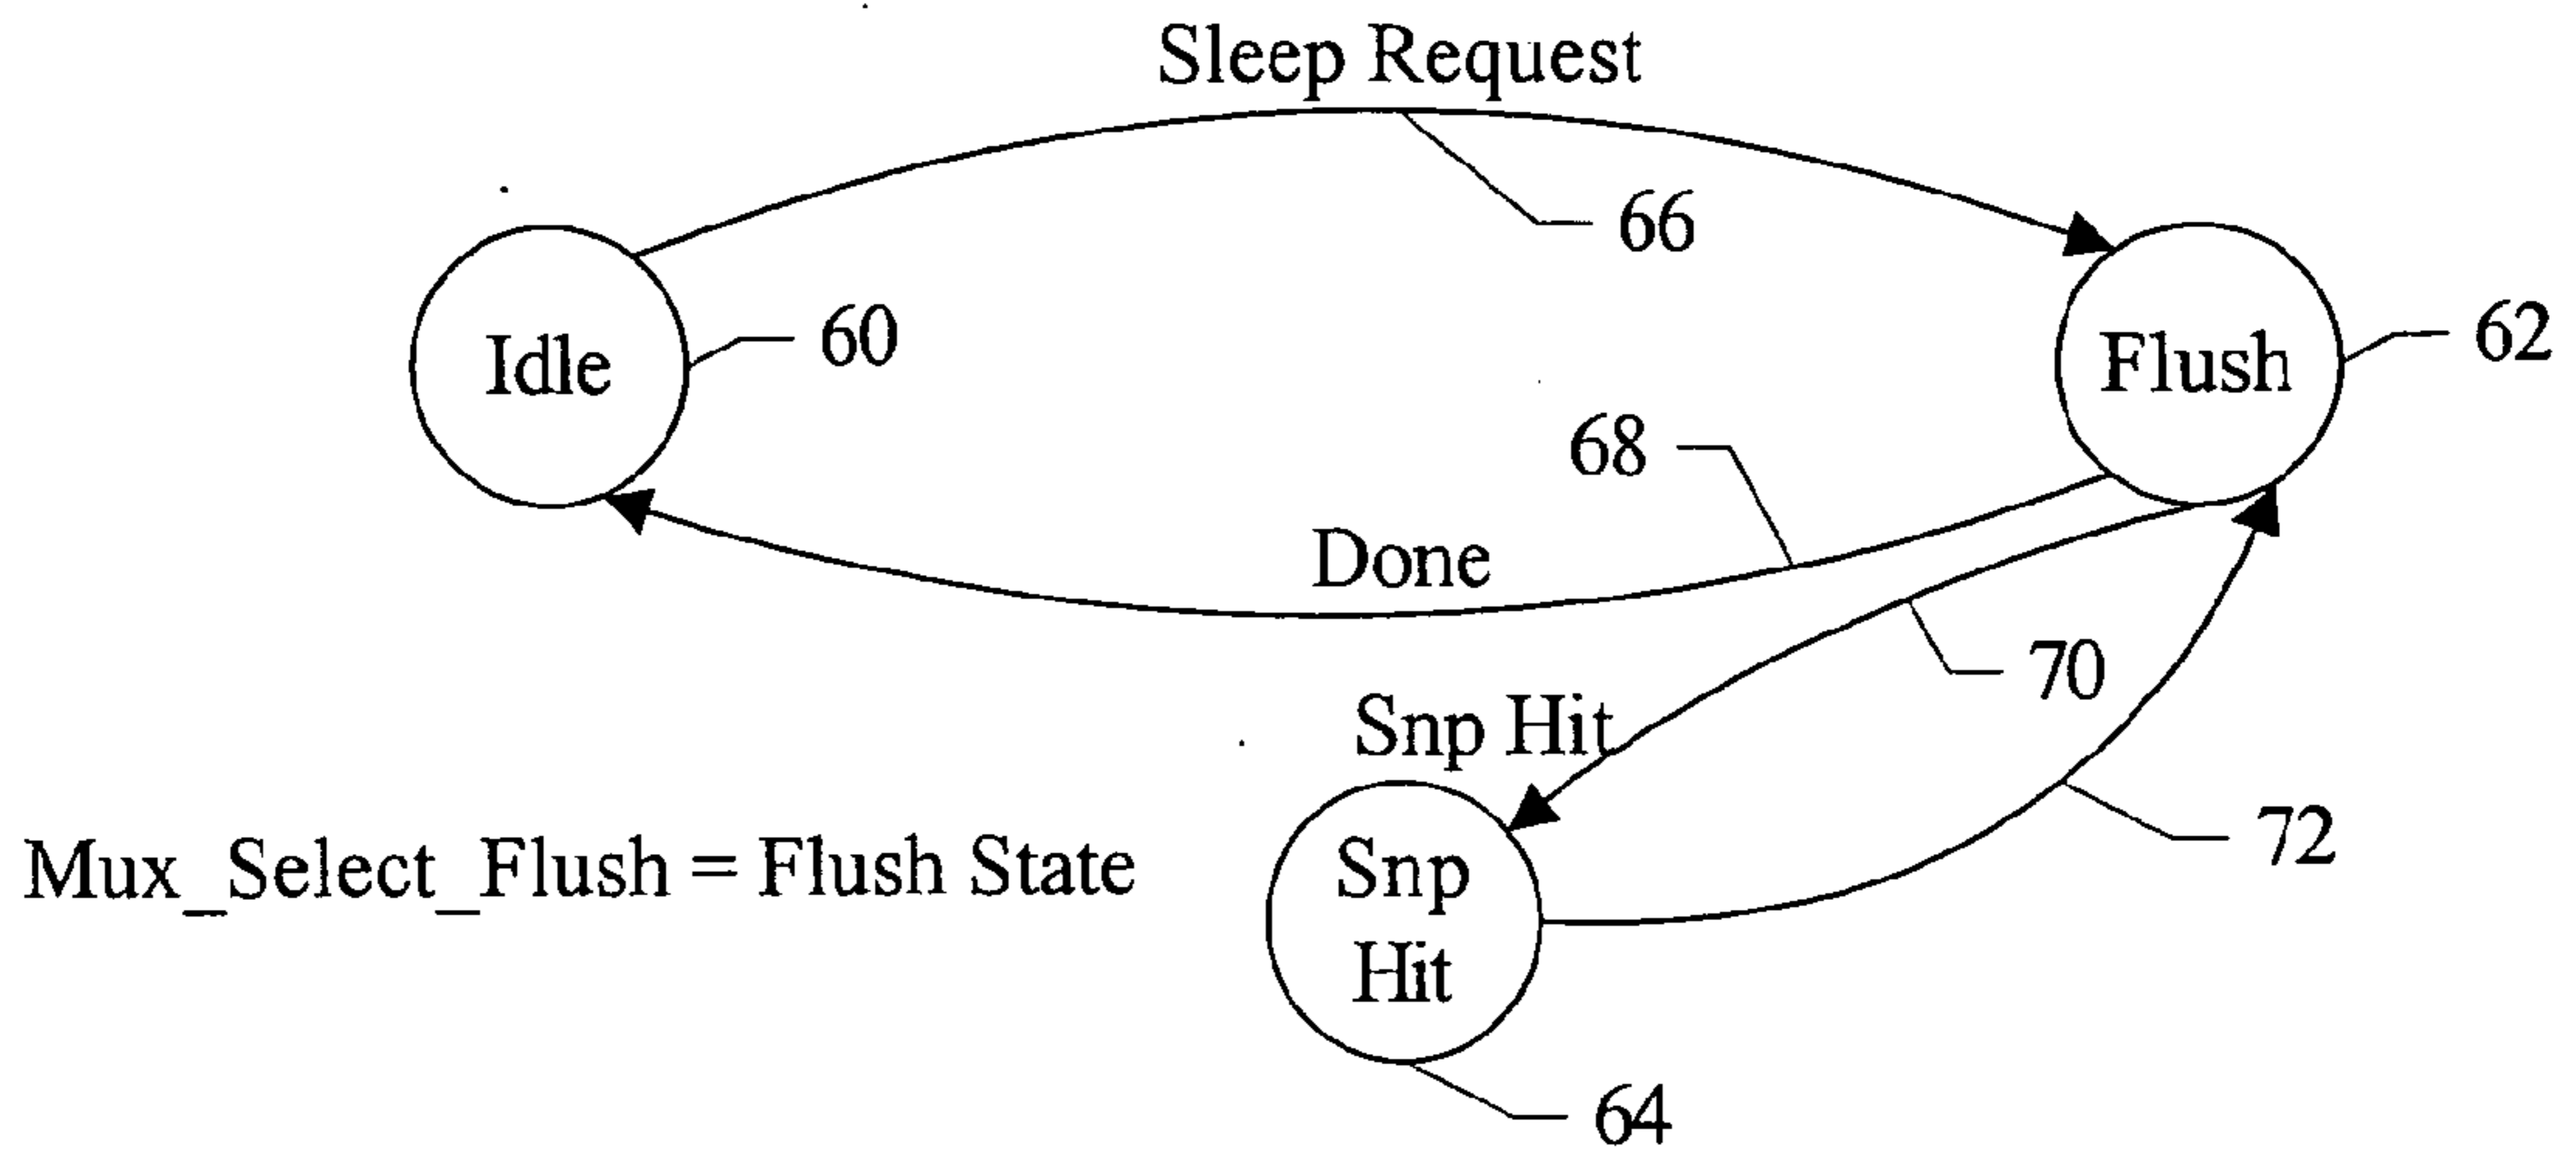 Sleep Request
66
Idle
60
Flush
62
68
Done
70
Snp Hit
72
Mux_Select_Flush = Flush State
Snp
Hit
64